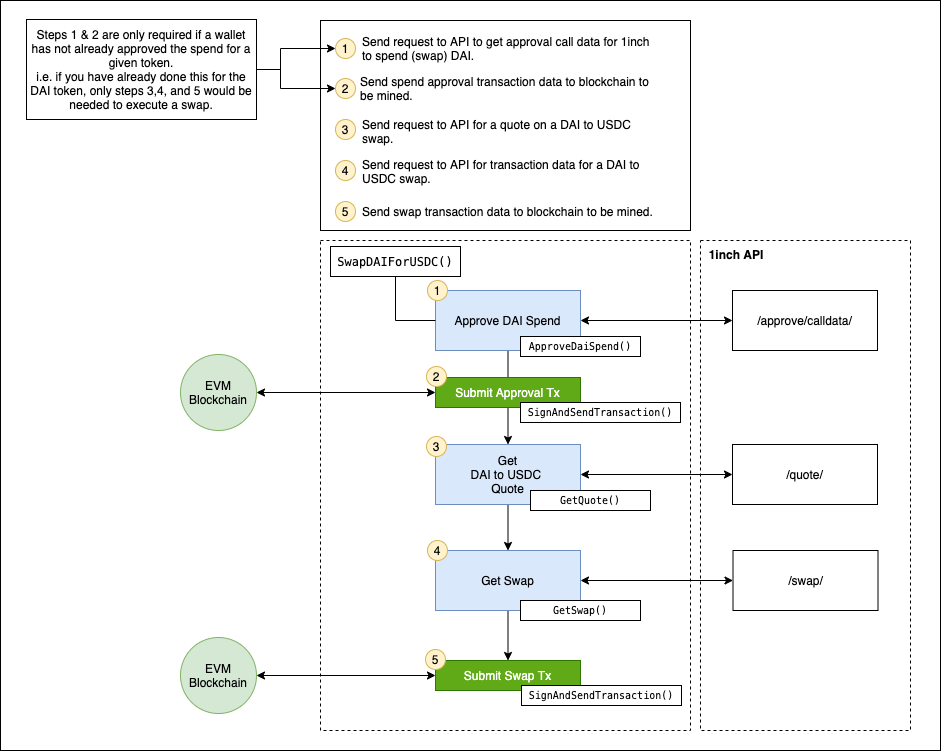 Steps 1 & 2 are only required if a wallet
has not already approved the spend for a
given token.
i.e. if you have already done this for the
DAI token, only steps 3,4, and 5 would be
needed to execute a swap.
1 Send request to API to get approval call data for 1inch
to spend (swap) DAI.
2 Send spend approval transaction data to blockchain to
be mined.
3 Send request to API for a quote on a DAI to USDC
swap.
4 Send request to API for transaction data for a DAI to
USDC swap.
5 Send swap transaction data to blockchain to be mined.
SwapDAIForUSDC()
1inch API
1
Approve DAI Spend
/approve/calldata/
ApproveDaiSpend()
2
EVM
Blockchain
Submit Approval Tx
SignAndSendTransaction()
3
Get
DAI to USDC
Quote
/quote/
GetQuote()
4
Get Swap
/swap/
GetSwap()
5
EVM
Blockchain
Submit Swap Tx
SignAndSendTransaction()